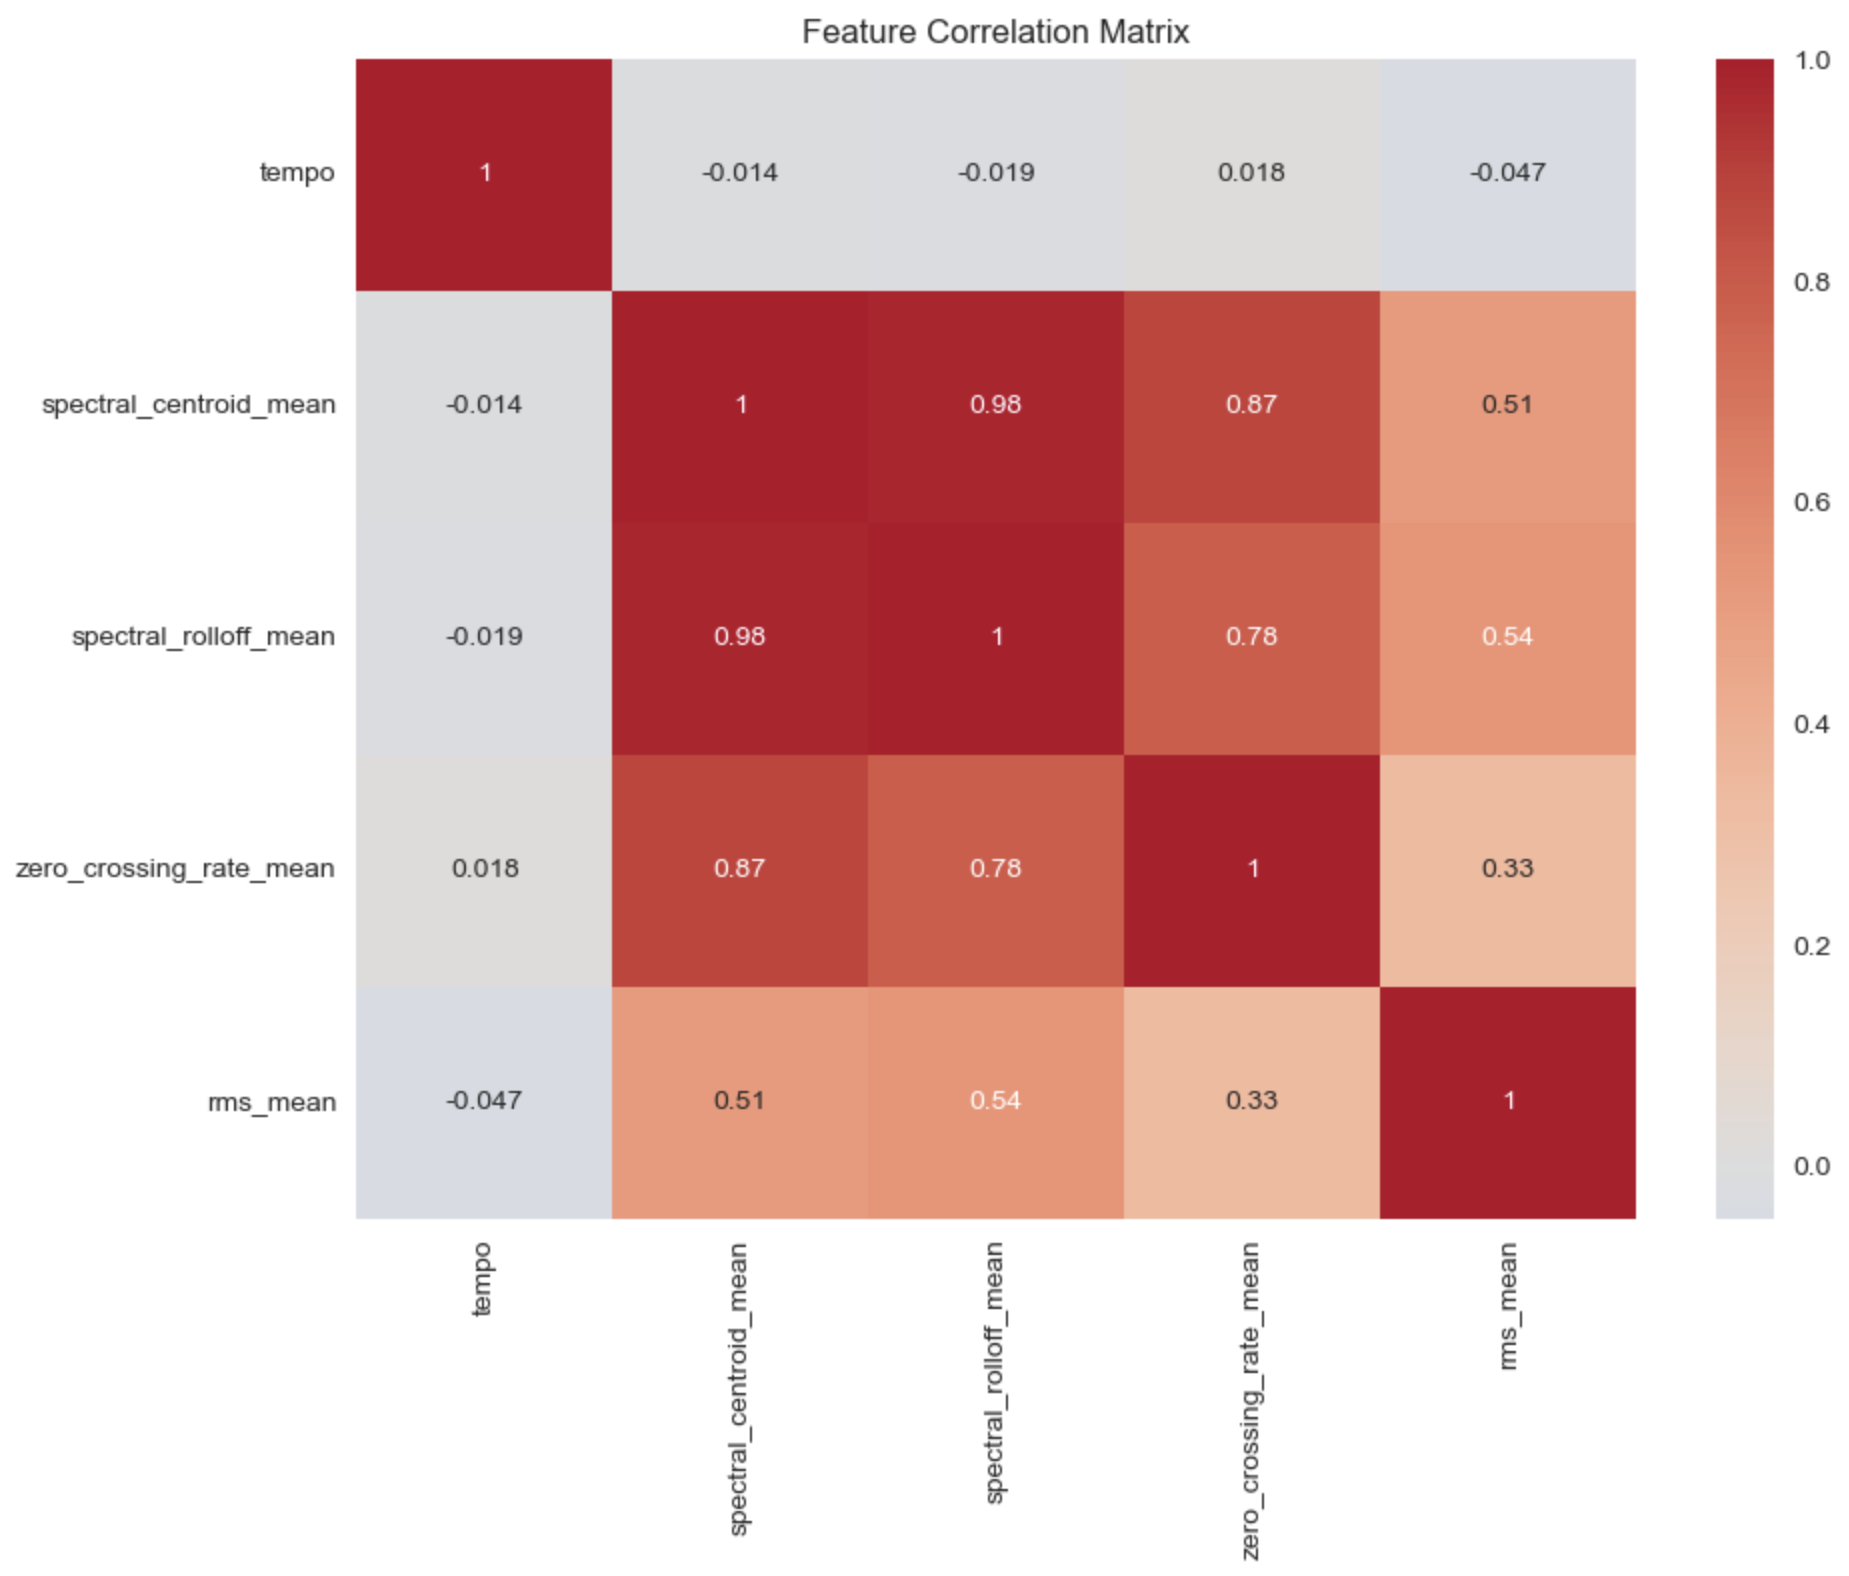 Feature Correlation Matrix
tempo
1
-0.014
-0.019
0.018
-0.047
spectral_centroid_mean
-0.014
1
0.98
0.87
0.51
spectral_rolloff_mean
-0.019
0.98
1
0.78
0.54
zero_crossing_rate_mean
0.018
0.87
0.78
1
0.33
rms_mean
-0.047
0.51
0.54
0.33
1
tempo
spectral_centroid_mean
spectral_rolloff_mean
zero_crossing_rate_mean
rms_mean
1.0
0.8
0.6
0.4
0.2
0.0